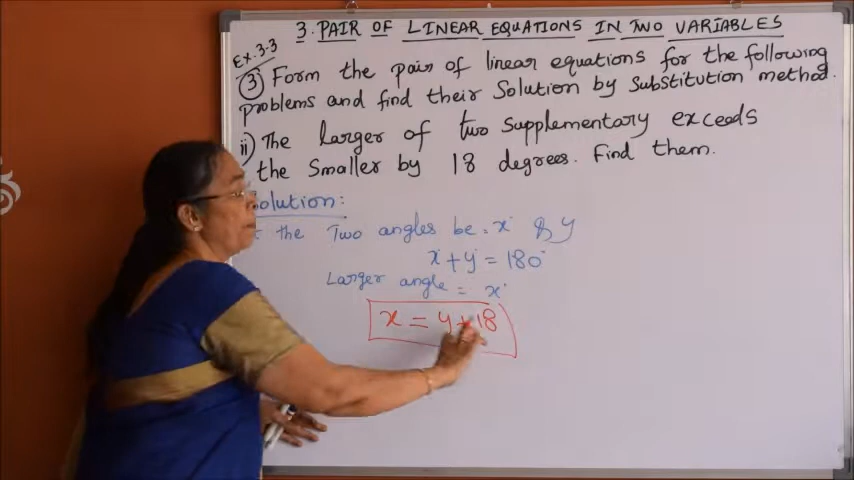 3. PAIR OF LINEAR EQUATIONS IN TWO VARIABLES
Ex.3.3
3 Form the pair of linear equations for the following
problems and find their Solution by Substitution method.
ii) The larger of two Supplementary exceeds
the Smaller by 18 degrees. Find them.
Solution:
the Two angles be. x° & y
x° + y° = 180°
Larger angle = x°
x = y + 18